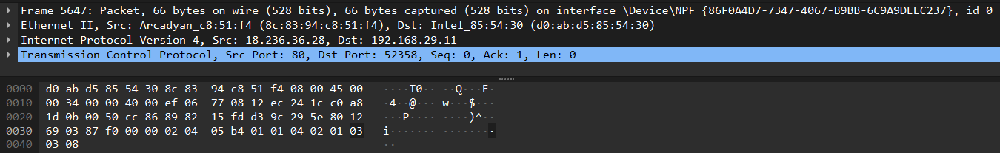 Frame 5647: Packet, 66 bytes on wire (528 bits), 66 bytes captured (528 bits) on interface \Device\NPF_{86F0A4D7-7347-4067-B9BB-6C9A9DEEC237}, id 0
Ethernet II, Src: Arcadyan_c8:51:f4 (8c:83:94:c8:51:f4), Dst: Intel_85:54:30 (d0:ab:d5:85:54:30)
Internet Protocol Version 4, Src: 18.236.36.28, Dst: 192.168.29.11
Transmission Control Protocol, Src Port: 80, Dst Port: 52358, Seq: 0, Ack: 1, Len: 0
0000 d0 ab d5 85 54 30 8c 83 94 c8 51 f4 08 00 45 00 ····T0·· ··Q···E·
0010 00 34 00 00 40 00 ef 06 77 08 12 ec 24 1c c0 a8 ·4··@··· w···$···
0020 1d 0b 00 50 cc 86 89 82 15 fd d3 9c 29 5e 80 12 ···P···· ····)^··
0030 69 03 87 f0 00 00 02 04 05 b4 01 01 04 02 01 03 i······· ········
0040 03 08 ··